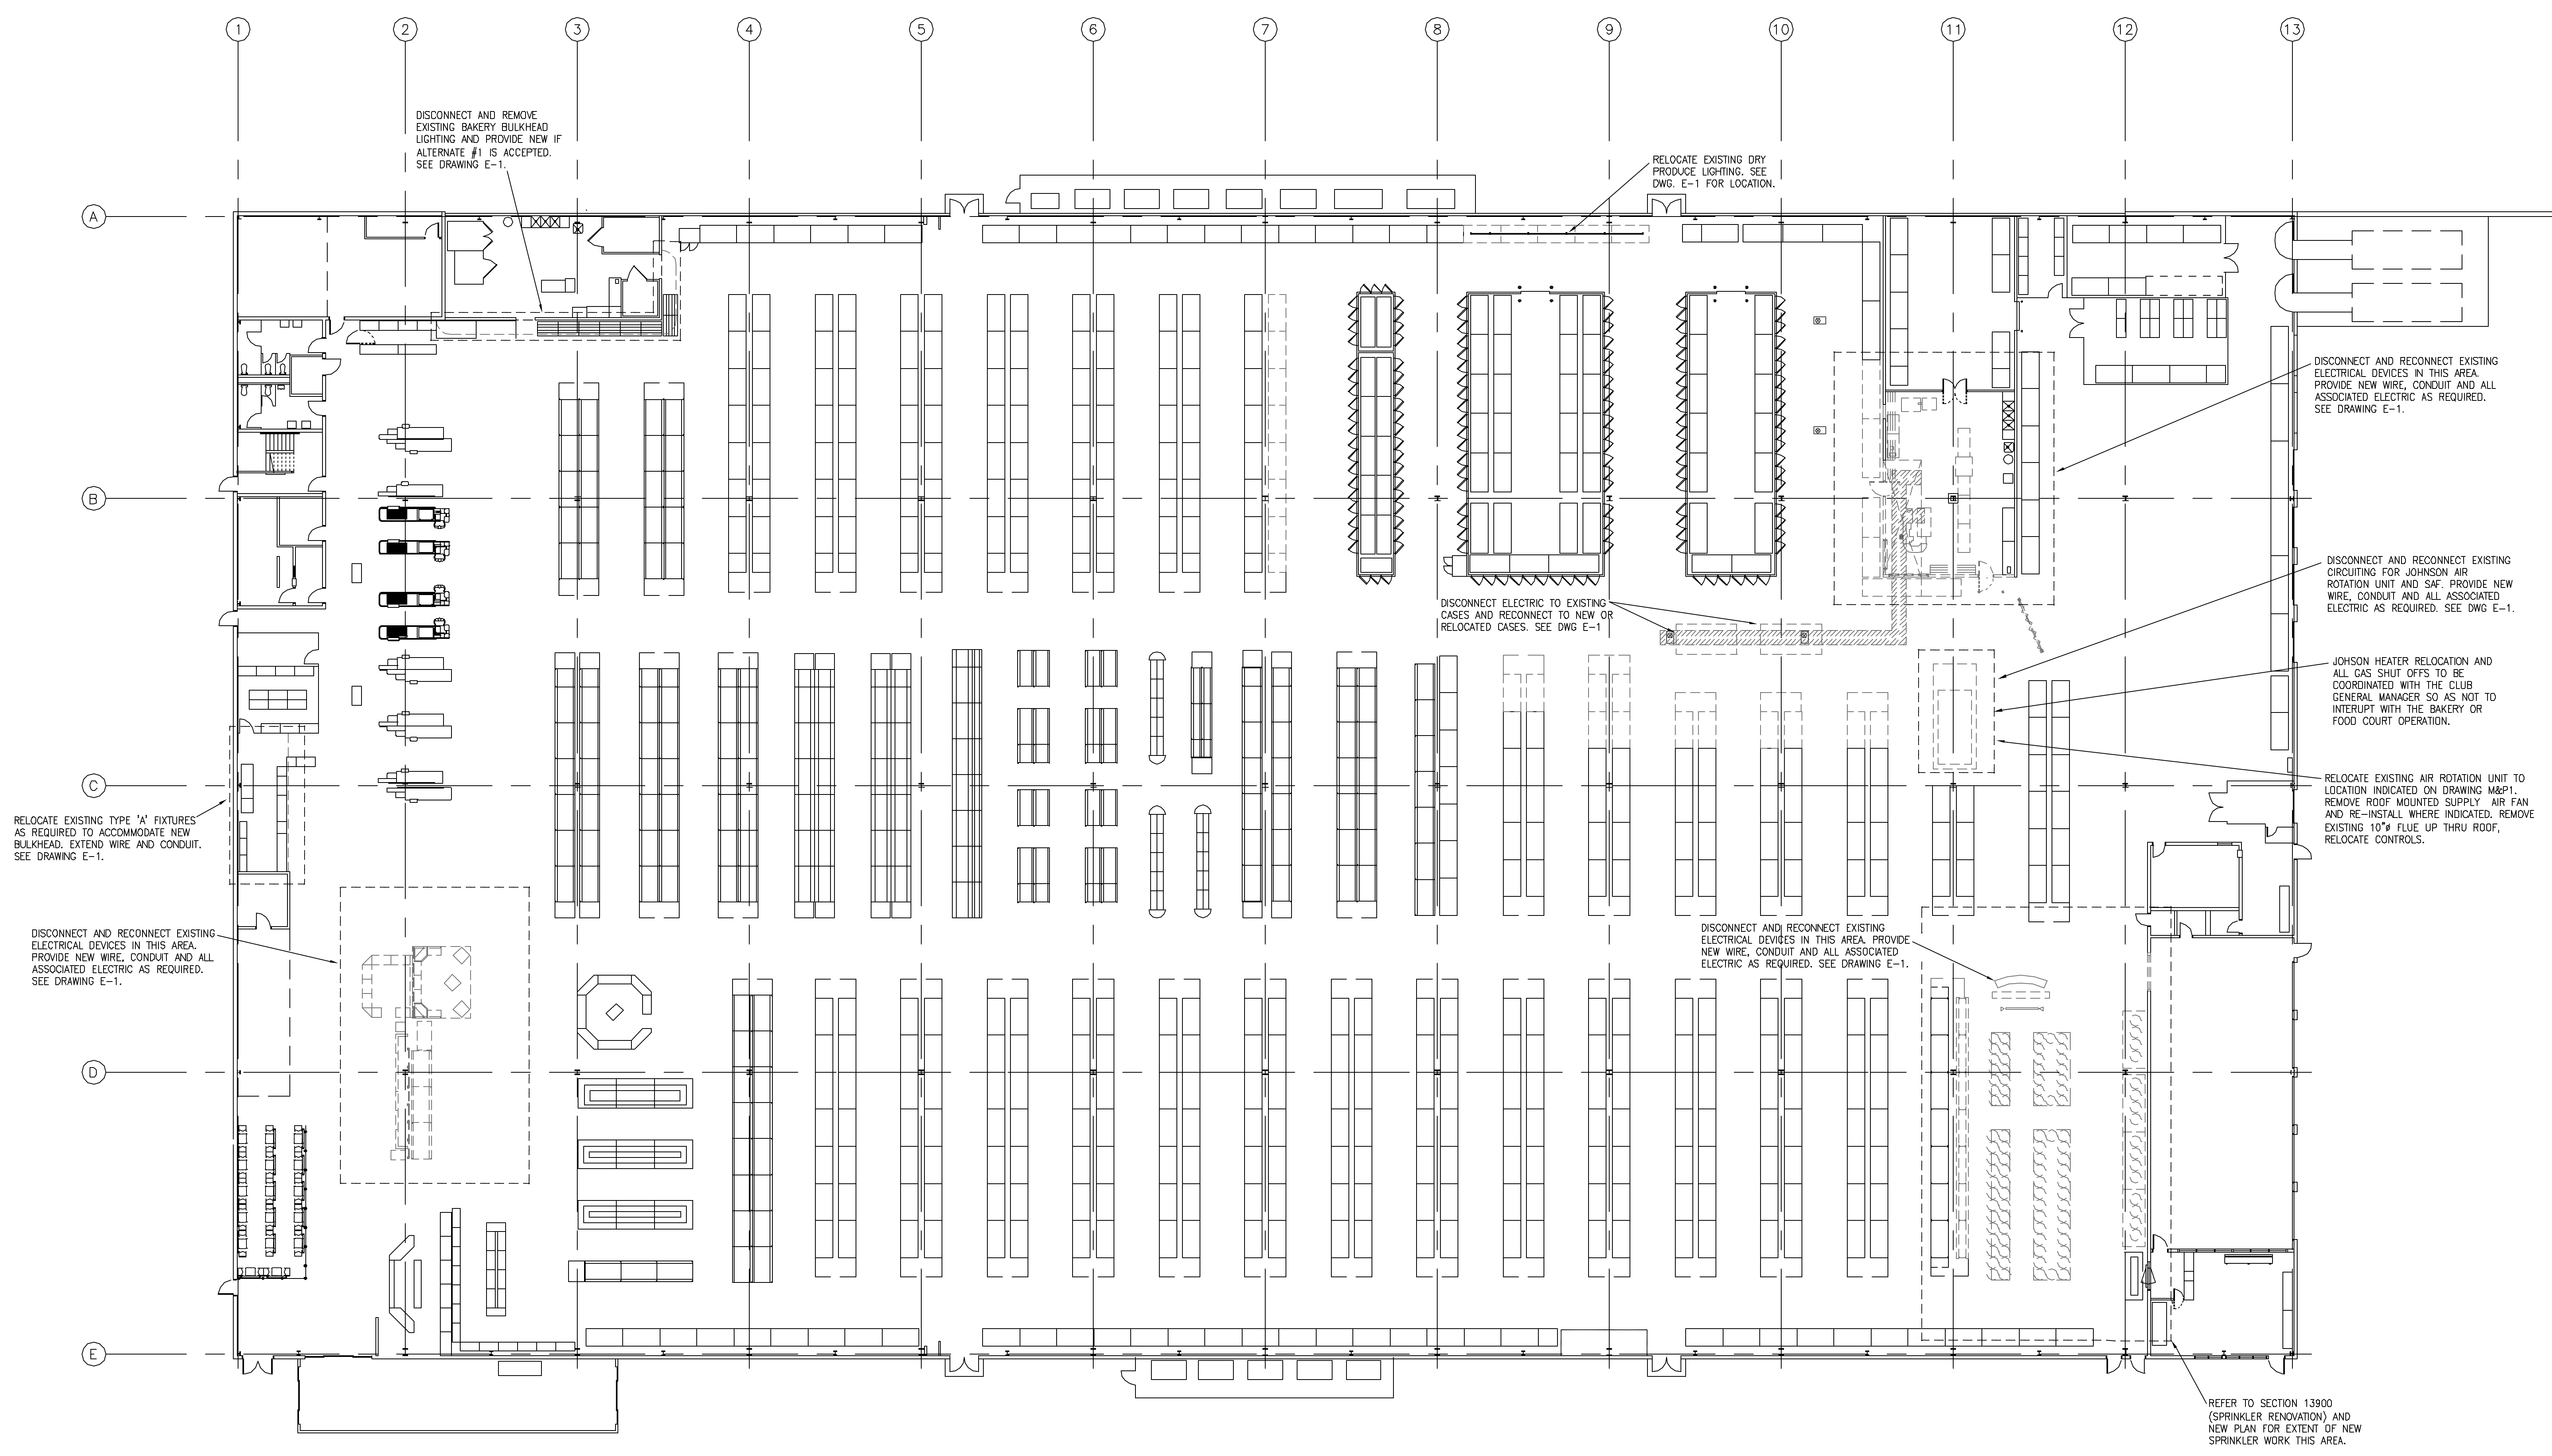 1
2
3
4
5
6
7
8
9
10
11
12
13
DISCONNECT AND REMOVE
EXISTING BAKERY BULKHEAD
LIGHTING AND PROVIDE NEW IF
ALTERNATE #1 IS ACCEPTED.
SEE DRAWING E-1.
RELOCATE EXISTING DRY
PRODUCE LIGHTING. SEE
DWG. E-1 FOR LOCATION.
A
DISCONNECT AND RECONNECT EXISTING
ELECTRICAL DEVICES IN THIS AREA.
PROVIDE NEW WIRE, CONDUIT AND ALL
ASSOCIATED ELECTRIC AS REQUIRED.
SEE DRAWING E-1.
B
DISCONNECT AND RECONNECT EXISTING
CIRCUITING FOR JOHNSON AIR
ROTATION UNIT AND SAF. PROVIDE NEW
WIRE, CONDUIT AND ALL ASSOCIATED
ELECTRIC AS REQUIRED. SEE DWG E-1.
DISCONNECT ELECTRIC TO EXISTING
CASES AND RECONNECT TO NEW OR
RELOCATED CASES. SEE DWG E-1
JOHSON HEATER RELOCATION AND
ALL GAS SHUT OFFS TO BE
COORDINATED WITH THE CLUB
GENERAL MANAGER SO AS NOT TO
INTERUPT WITH THE BAKERY OR
FOOD COURT OPERATION.
C
RELOCATE EXISTING AIR ROTATION UNIT TO
LOCATION INDICATED ON DRAWING M&P1.
REMOVE ROOF MOUNTED SUPPLY AIR FAN
AND RE-INSTALL WHERE INDICATED. REMOVE
EXISTING 10"ø FLUE UP THRU ROOF,
RELOCATE CONTROLS.
RELOCATE EXISTING TYPE 'A' FIXTURES
AS REQUIRED TO ACCOMMODATE NEW
BULKHEAD. EXTEND WIRE AND CONDUIT.
SEE DRAWING E-1.
DISCONNECT AND RECONNECT EXISTING
ELECTRICAL DEVICES IN THIS AREA.
PROVIDE NEW WIRE, CONDUIT AND ALL
ASSOCIATED ELECTRIC AS REQUIRED.
SEE DRAWING E-1.
DISCONNECT AND RECONNECT EXISTING
ELECTRICAL DEVICES IN THIS AREA. PROVIDE
NEW WIRE, CONDUIT AND ALL ASSOCIATED
ELECTRIC AS REQUIRED. SEE DRAWING E-1.
D
E
REFER TO SECTION 13900
(SPRINKLER RENOVATION) AND
NEW PLAN FOR EXTENT OF NEW
SPRINKLER WORK THIS AREA.